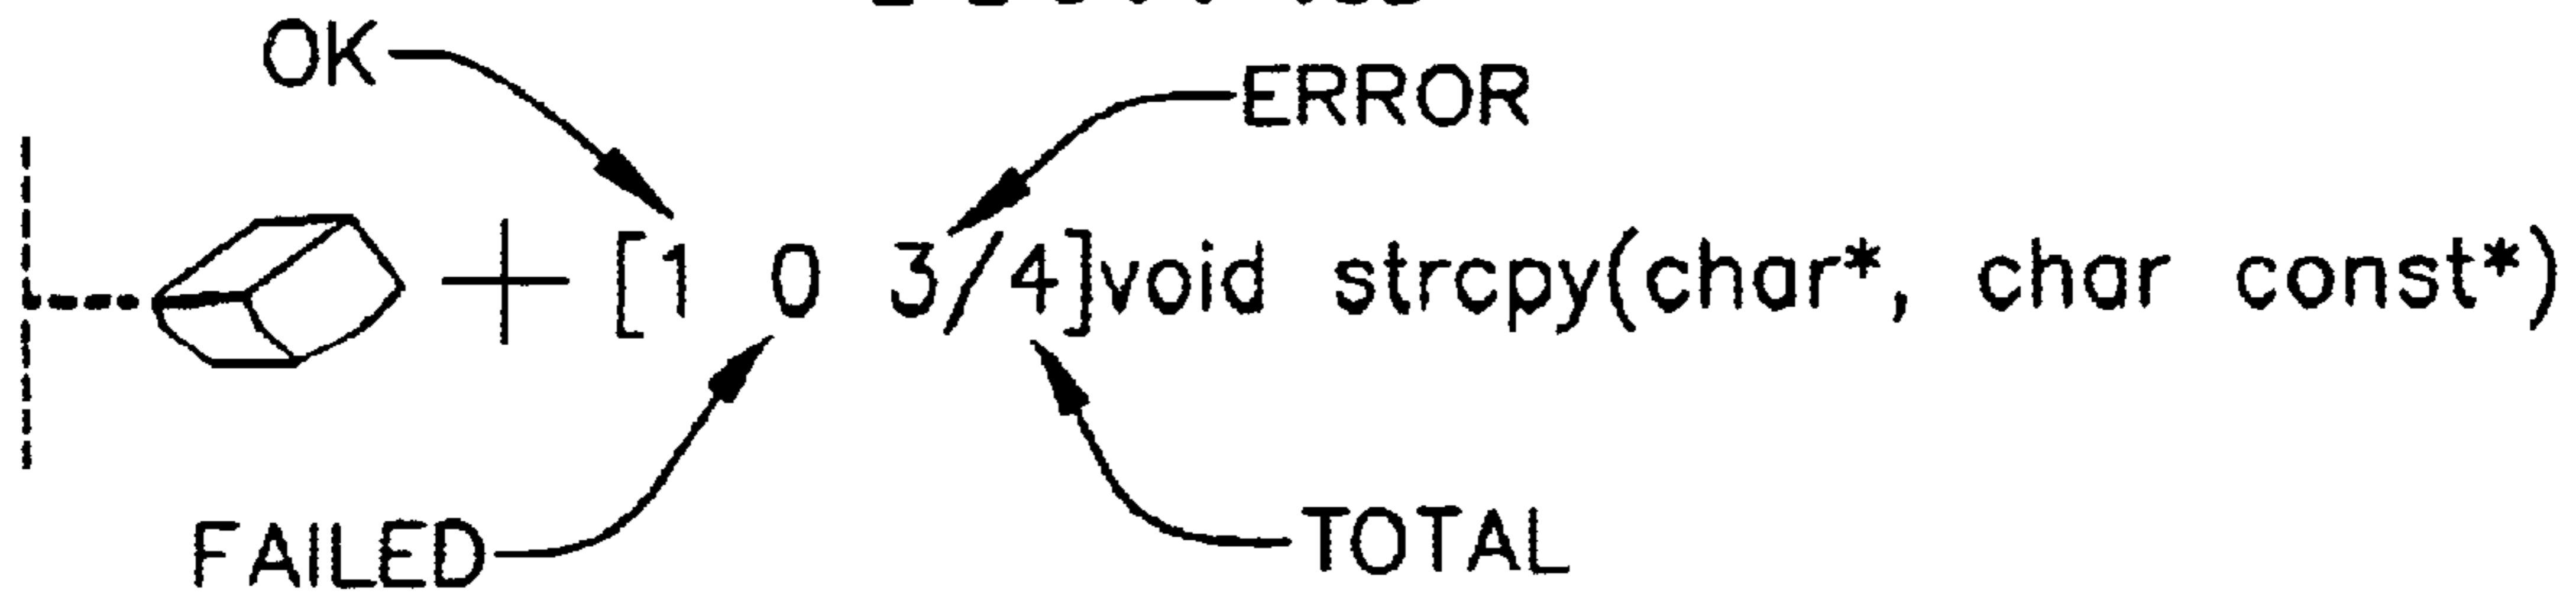 OK
ERROR
[1 0 3/4]void strcpy(char*, char const*)
FAILED
TOTAL